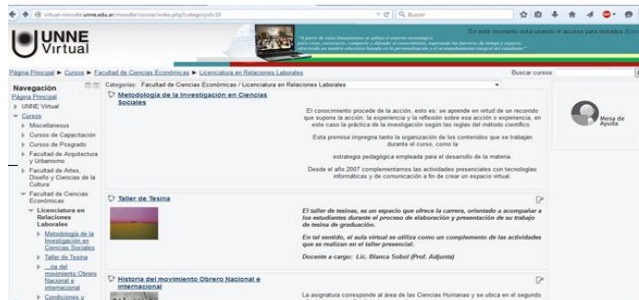 virtual-moodle.unne.edu.ar/moodle/course/index.php?categoryid=10
Buscar
UNNE
Virtual
En este momento está usando el acceso para invitados
Página Principal ► Cursos ► Facultad de Ciencias Económicas ► Licenciatura en Relaciones Laborales
Buscar cursos:
Navegación
Página Principal
UNNE Virtual
Cursos
Miscellaneous
Cursos de Capacitación
Cursos de Posgrado
Facultad de Arquitectura
y Urbanismo
Facultad de Artes,
Diseño y Ciencias de la
Cultura
Facultad de Ciencias
Económicas
Licenciatura en
Relaciones
Laborales
Metodología de la
Investigación en
Ciencias Sociales
Taller de Tesina
...ria del
movimiento Obrero
Nacional e
internacional
Condiciones y
Categorías: Facultad de Ciencias Económicas / Licenciatura en Relaciones Laborales
Metodología de la Investigación en Ciencias
Sociales
El conocimiento procede de la acción, esto es: se aprende en virtud de un recorrido
que supone la acción, la experiencia y la reflexión sobre esa acción o experiencia, en
este caso la práctica de la investigación según las reglas del método científico.
Esta premisa impregna tanto la organización de los contenidos que se trabajan
durante el curso, como la
estrategia pedagógica empleada para el desarrollo de la materia.
Desde el año 2007 complementamos las actividades presenciales con tecnologías
informáticas y de comunicación a fin de crear un espacio virtual.
Taller de Tesina
El taller de tesinas, es un espacio que ofrece la carrera, orientado a acompañar a
los estudiantes durante el proceso de elaboración y presentación de su trabajo
de tesina de graduación.
En tal sentido, el aula virtual se utiliza como un complemento de las actividades
que se realizan en el taller presencial.
Docente a cargo: Lic. Blanca Sobol (Prof. Adjunta)
Historia del movimiento Obrero Nacional e
internacional
La asignatura corresponde al área de las Ciencias Humanas y se ubica en el segundo
Mesa de
Ayuda